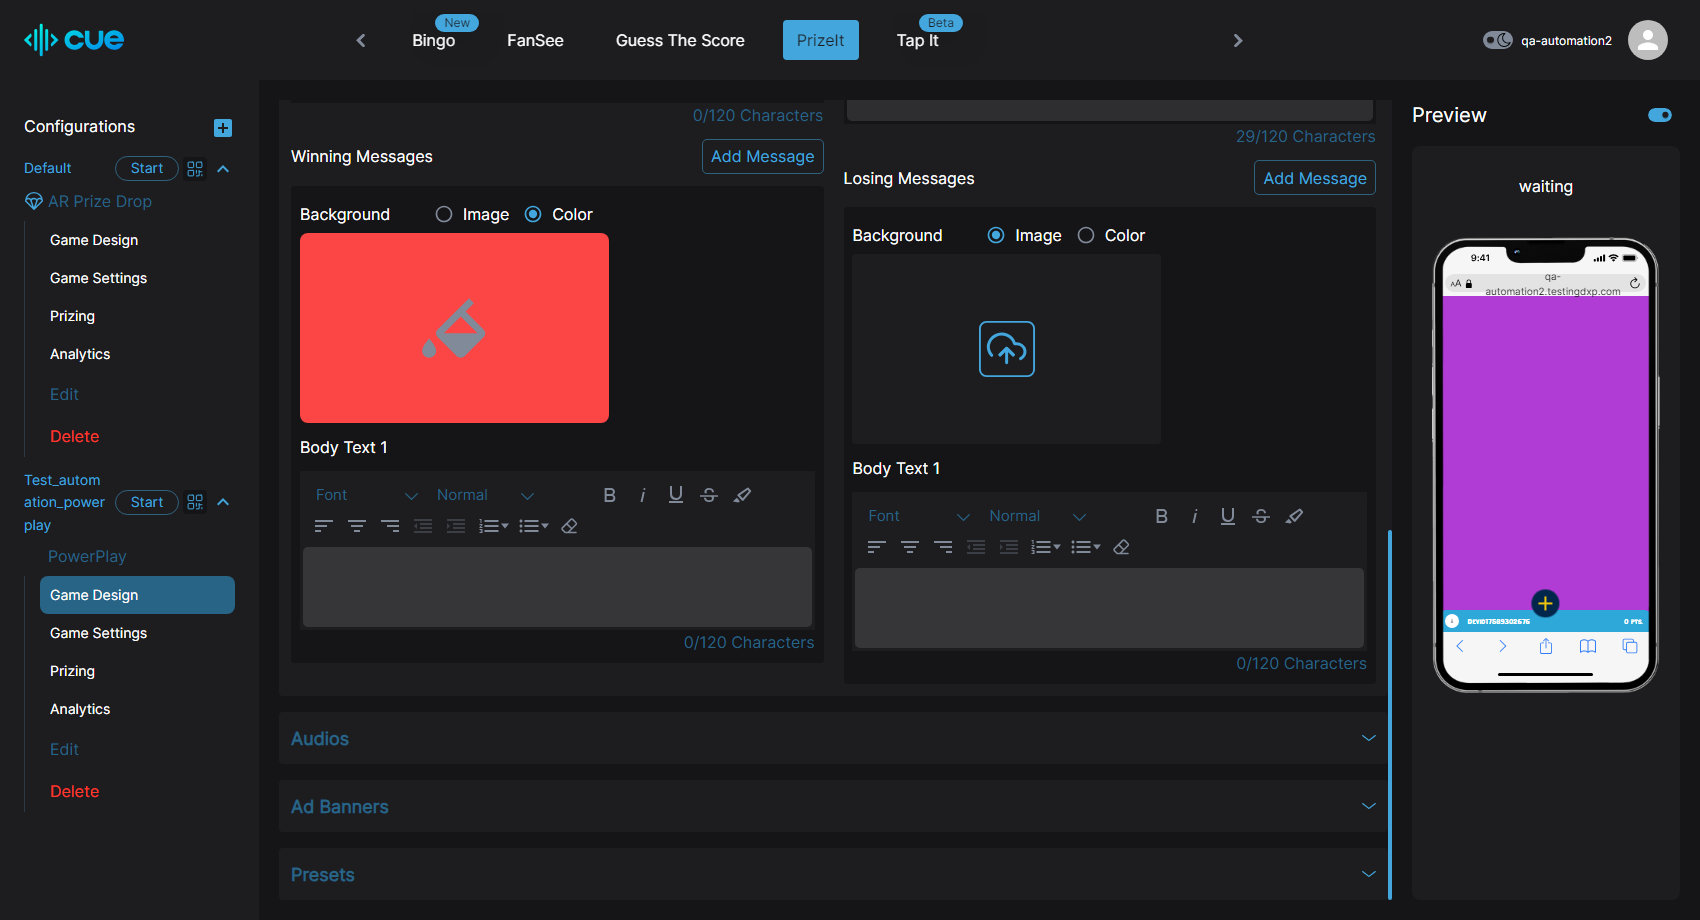 cue
New
Bingo
FanSee
Guess The Score
PrizeIt
Beta
Tap It
qa-automation2
Configurations
Default
Start
AR Prize Drop
Game Design
Game Settings
Prizing
Analytics
Edit
Delete
Test_autom
ation_power
play
Start
PowerPlay
Game Design
Game Settings
Prizing
Analytics
Edit
Delete
0/120 Characters
Winning Messages
Add Message
Background
Image
Color
Body Text 1
Font
Normal
B
i
U
S
0/120 Characters
29/120 Characters
Losing Messages
Add Message
Background
Image
Color
Body Text 1
Font
Normal
B
i
U
S
0/120 Characters
Audios
Ad Banners
Presets
Preview
waiting
9:41
AA
qa-
automation2.testingdxp.com
0 PTS.